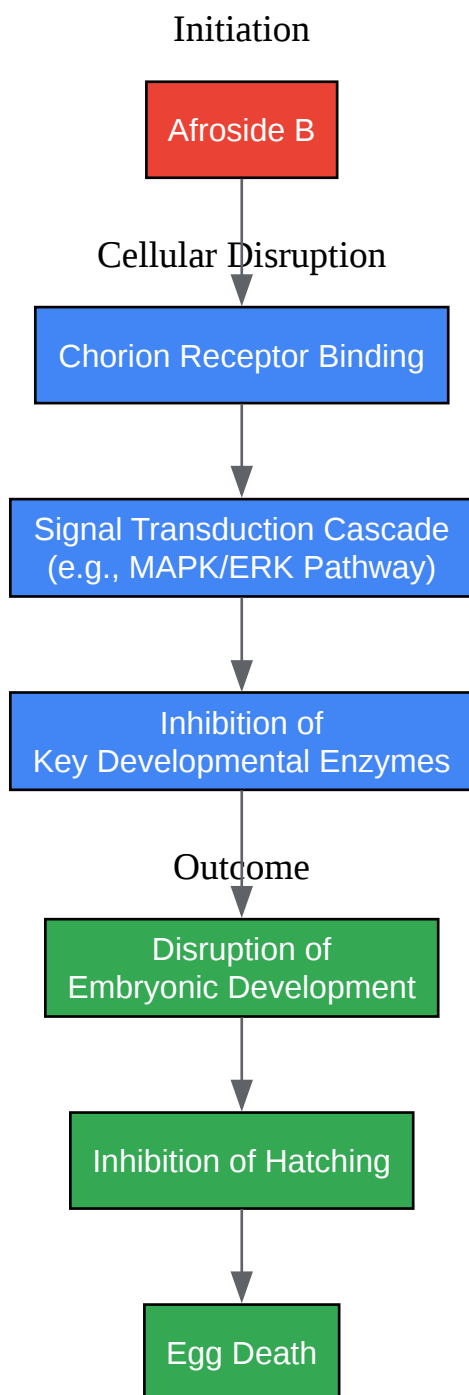 Initiation
Afroside B
Cellular Disruption
Chorion Receptor Binding
Signal Transduction Cascade
(e.g., MAPK/ERK Pathway)
Inhibition of
Key Developmental Enzymes
Outcome
Disruption of
Embryonic Development
Inhibition of Hatching
Egg Death